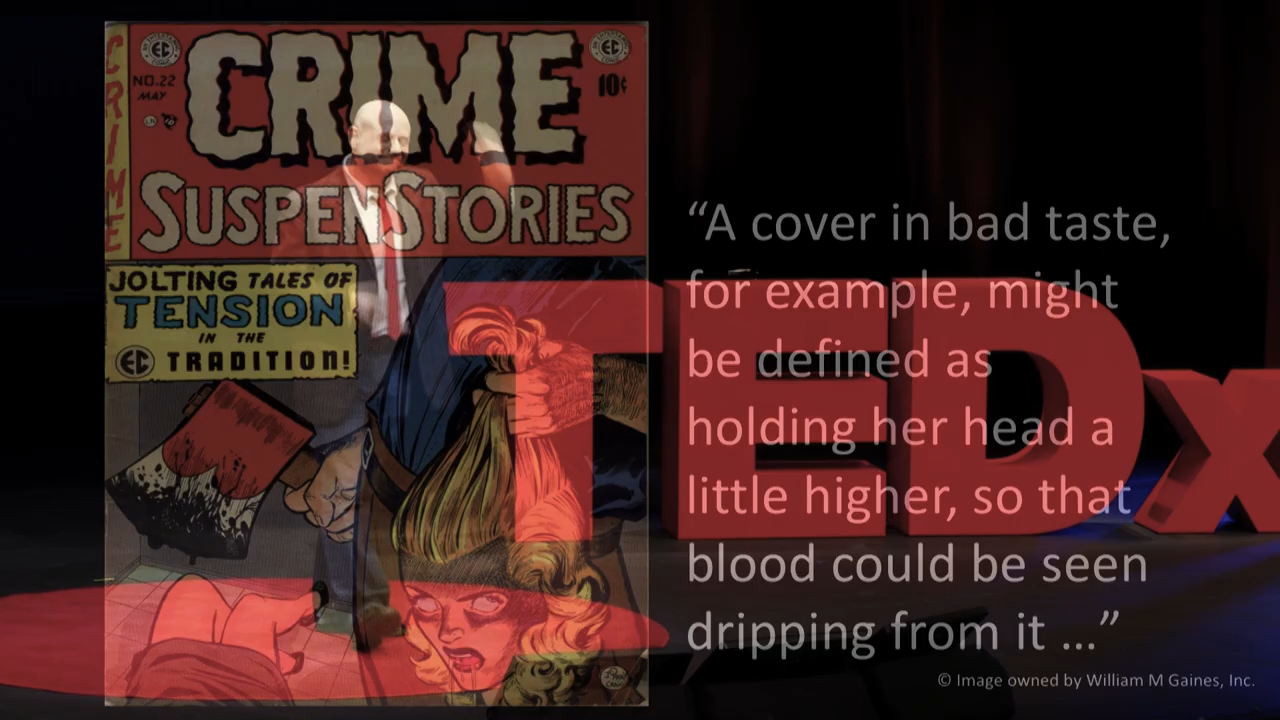 CRIME
NO.22
MAY
EC
EC
10¢
CRIME
SUSPENSTORIES
JOLTING TALES OF
TENSION
IN THE
EC TRADITION!
“A cover in bad taste,
for example, might
be defined as
holding her head a
little higher, so that
blood could be seen
dripping from it ...”
TEDx
© Image owned by William M Gaines, Inc.